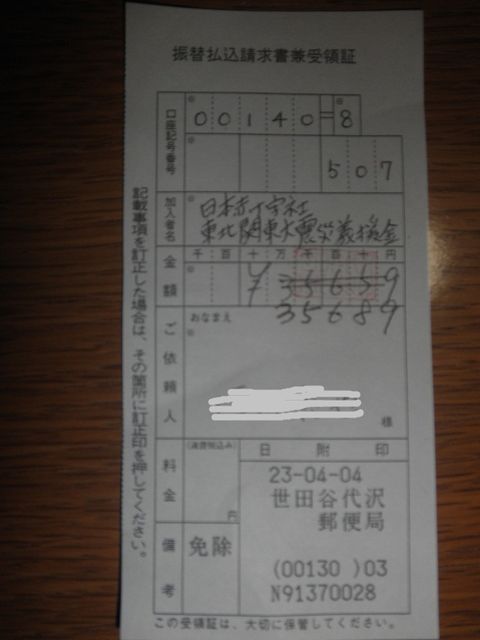 振替払込請求書兼受領証
口座記号番号
00140=8
507
加入者名
日本赤十字社
東北関東大震災義援金
金額
千百十万千百十円
¥35659
35689
おなまえ
ご依頼人
様
料金
(消費税込み)
円
日附印
23-04-04
世田谷代沢
郵便局
(00130 )03
N91370028
備考
免除
記載事項を訂正した場合は、その箇所に訂正印を押してください。
この受領証は、大切に保管してください。